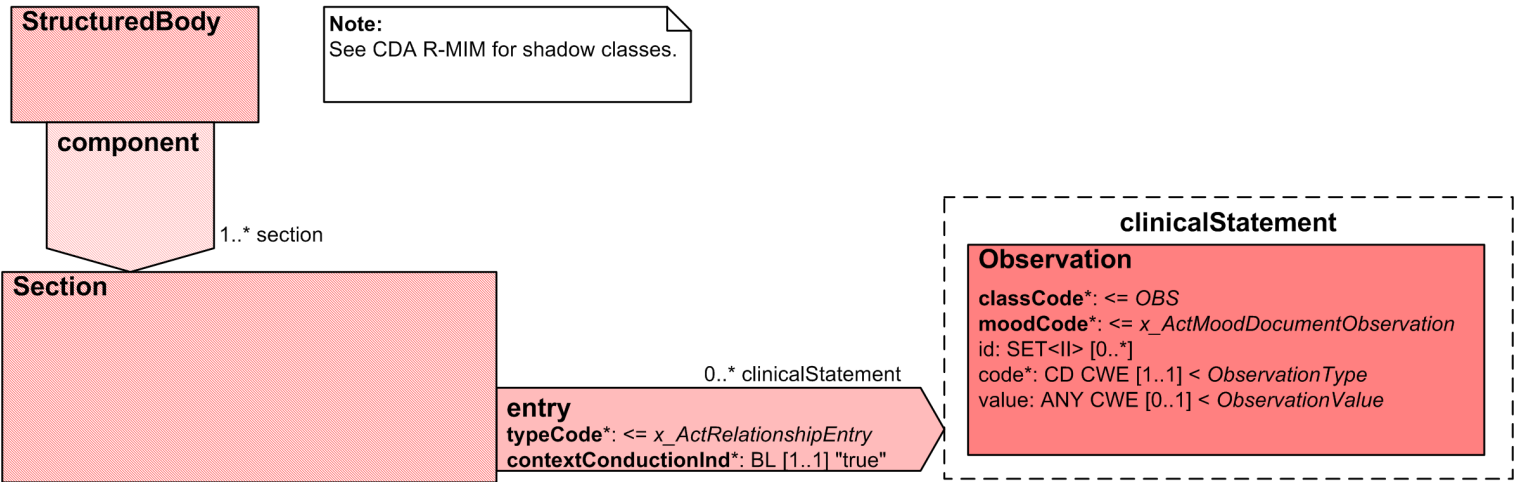 StructuredBody
Note:
See CDA R-MIM for shadow classes.
component
1..* section
Section
clinicalStatement
Observation
classCode*: <= OBS
moodCode*: <= x_ActMoodDocumentObservation
id: SET<II> [0..*]
code*: CD CWE [1..1] < ObservationType
value: ANY CWE [0..1] < ObservationValue
0..* clinicalStatement
entry
typeCode*: <= x_ActRelationshipEntry
contextConductionInd*: BL [1..1] "true"